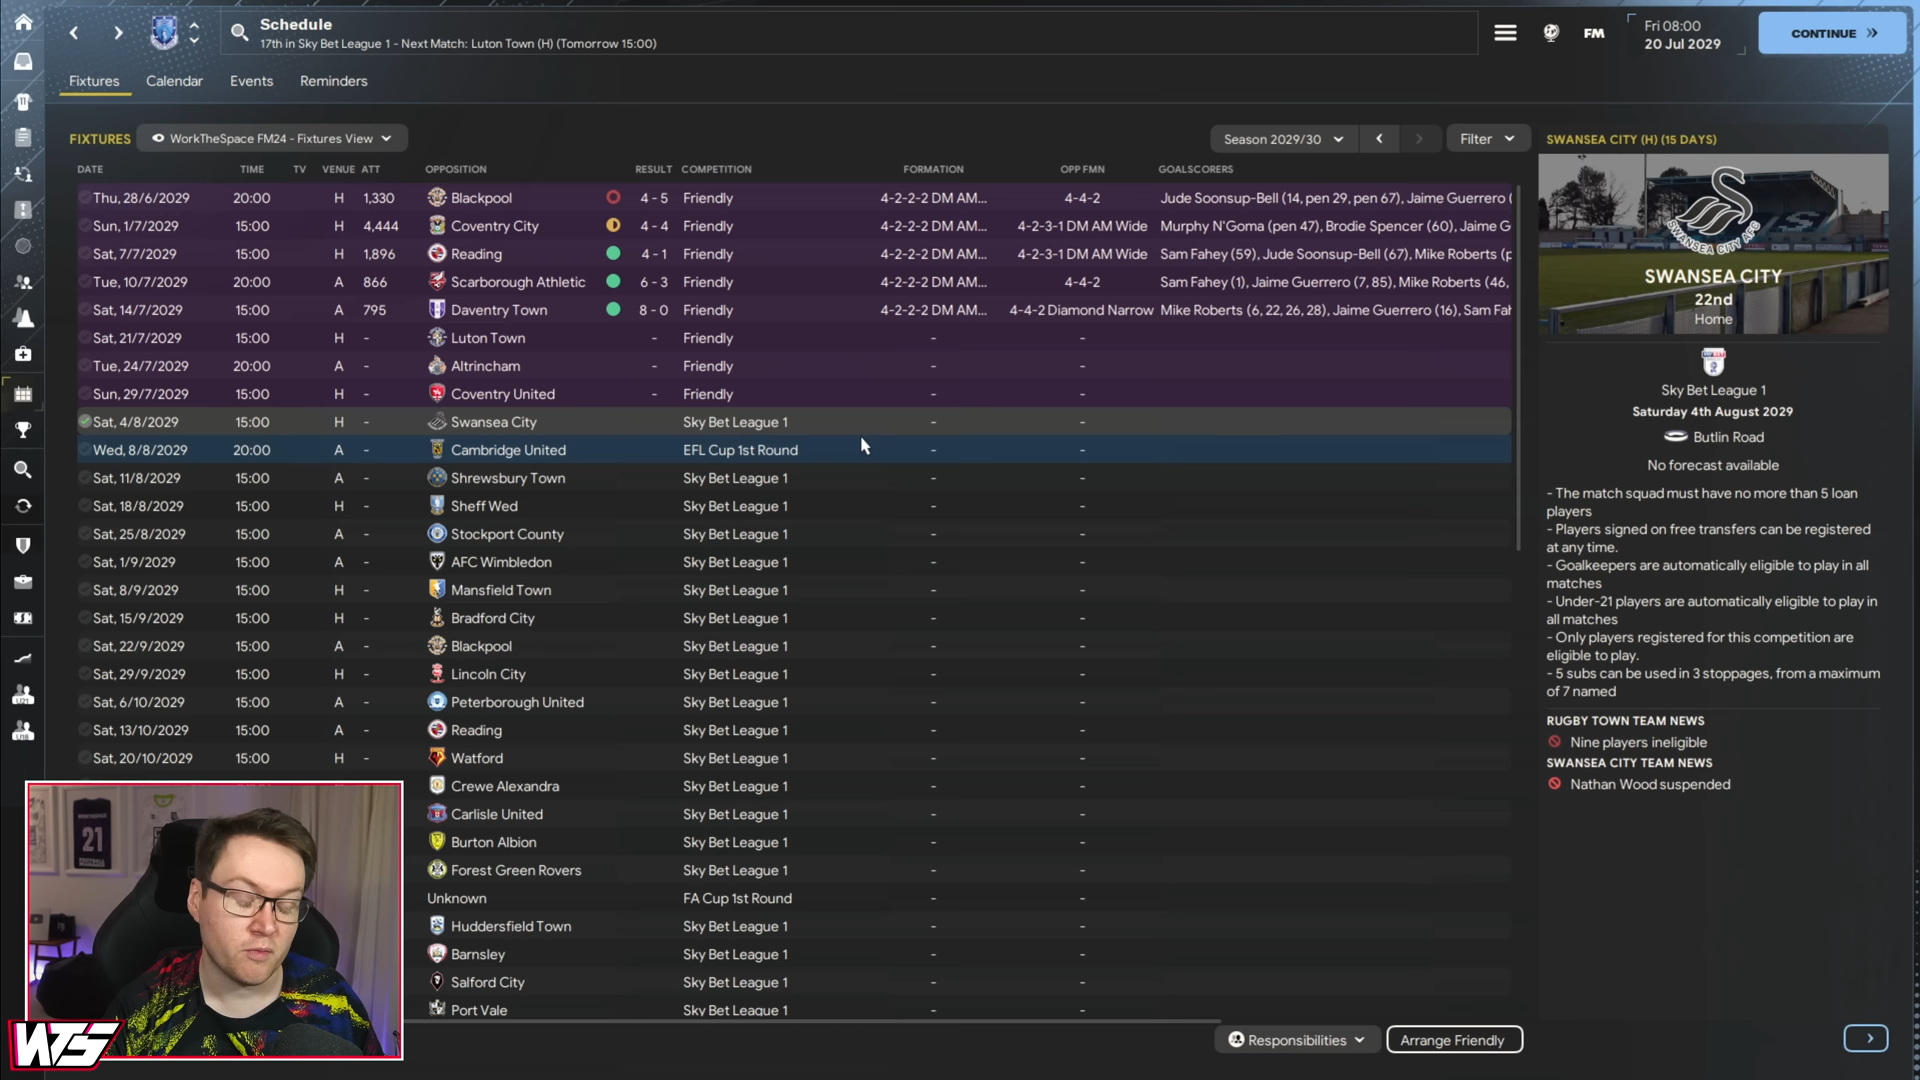 Schedule
17th in Sky Bet League 1 - Next Match: Luton Town (H) (Tomorrow 15:00)
FM
Fri 08:00
20 Jul 2029
CONTINUE
Fixtures Calendar Events Reminders
FIXTURES WorkTheSpace FM24 - Fixtures View Season 2029/30 Filter
DATE TIME TV VENUE ATT OPPOSITION RESULT COMPETITION FORMATION OPP FMN GOALSCORERS
Thu, 28/6/2029 20:00 H 1,330 Blackpool 4 - 5 Friendly 4-2-2-2 DM AM... 4-4-2 Jude Soonsup-Bell (14, pen 29, pen 67), Jaime Guerrero (
Sun, 1/7/2029 15:00 H 4,444 Coventry City 4 - 4 Friendly 4-2-2-2 DM AM... 4-2-3-1 DM AM Wide Murphy N'Goma (pen 47), Brodie Spencer (60), Jaime G
Sat, 7/7/2029 15:00 H 1,896 Reading 4 - 1 Friendly 4-2-2-2 DM AM... 4-2-3-1 DM AM Wide Sam Fahey (59), Jude Soonsup-Bell (67), Mike Roberts (p
Tue, 10/7/2029 20:00 A 866 Scarborough Athletic 6 - 3 Friendly 4-2-2-2 DM AM... 4-4-2 Sam Fahey (1), Jaime Guerrero (7, 85), Mike Roberts (46,
Sat, 14/7/2029 15:00 A 795 Daventry Town 8 - 0 Friendly 4-2-2-2 DM AM... 4-4-2 Diamond Narrow Mike Roberts (6, 22, 26, 28), Jaime Guerrero (16), Sam Fah
Sat, 21/7/2029 15:00 H - Luton Town - Friendly - -
Tue, 24/7/2029 20:00 A - Altrincham - Friendly - -
Sun, 29/7/2029 15:00 A - Coventry United - Friendly - -
Sat, 4/8/2029 15:00 H - Swansea City Sky Bet League 1 - -
Wed, 8/8/2029 20:00 A - Cambridge United EFL Cup 1st Round - -
Sat, 11/8/2029 15:00 A - Shrewsbury Town Sky Bet League 1 - -
Sat, 18/8/2029 15:00 H - Sheff Wed Sky Bet League 1 - -
Sat, 25/8/2029 15:00 A - Stockport County Sky Bet League 1 - -
Sat, 1/9/2029 15:00 A - AFC Wimbledon Sky Bet League 1 - -
Sat, 8/9/2029 15:00 H - Mansfield Town Sky Bet League 1 - -
Sat, 15/9/2029 15:00 H - Bradford City Sky Bet League 1 - -
Sat, 22/9/2029 15:00 A - Blackpool Sky Bet League 1 - -
Sat, 29/9/2029 15:00 H - Lincoln City Sky Bet League 1 - -
Sat, 6/10/2029 15:00 A - Peterborough United Sky Bet League 1 - -
Sat, 13/10/2029 15:00 A - Reading Sky Bet League 1 - -
Sat, 20/10/2029 15:00 H - Watford Sky Bet League 1 - -
Crewe Alexandra Sky Bet League 1 - -
Carlisle United Sky Bet League 1 - -
Burton Albion Sky Bet League 1 - -
Forest Green Rovers Sky Bet League 1 - -
Unknown FA Cup 1st Round - -
Huddersfield Town Sky Bet League 1 - -
Barnsley Sky Bet League 1 - -
Salford City Sky Bet League 1 - -
Port Vale Sky Bet League 1 - -
Responsibilities Arrange Friendly
SWANSEA CITY (H) (15 DAYS)
SWANSEA CITY AFC
SWANSEA CITY
22nd
Home
Sky Bet League 1
Saturday 4th August 2029
Butlin Road
No forecast available
- The match squad must have no more than 5 loan
players
- Players signed on free transfers can be registered
at any time.
- Goalkeepers are automatically eligible to play in all
matches
- Under-21 players are automatically eligible to play in
all matches
- Only players registered for this competition are
eligible to play.
- 5 subs can be used in 3 stoppages, from a maximum
of 7 named
RUGBY TOWN TEAM NEWS
Nine players ineligible
SWANSEA CITY TEAM NEWS
Nathan Wood suspended
U21
U18
21
WTS